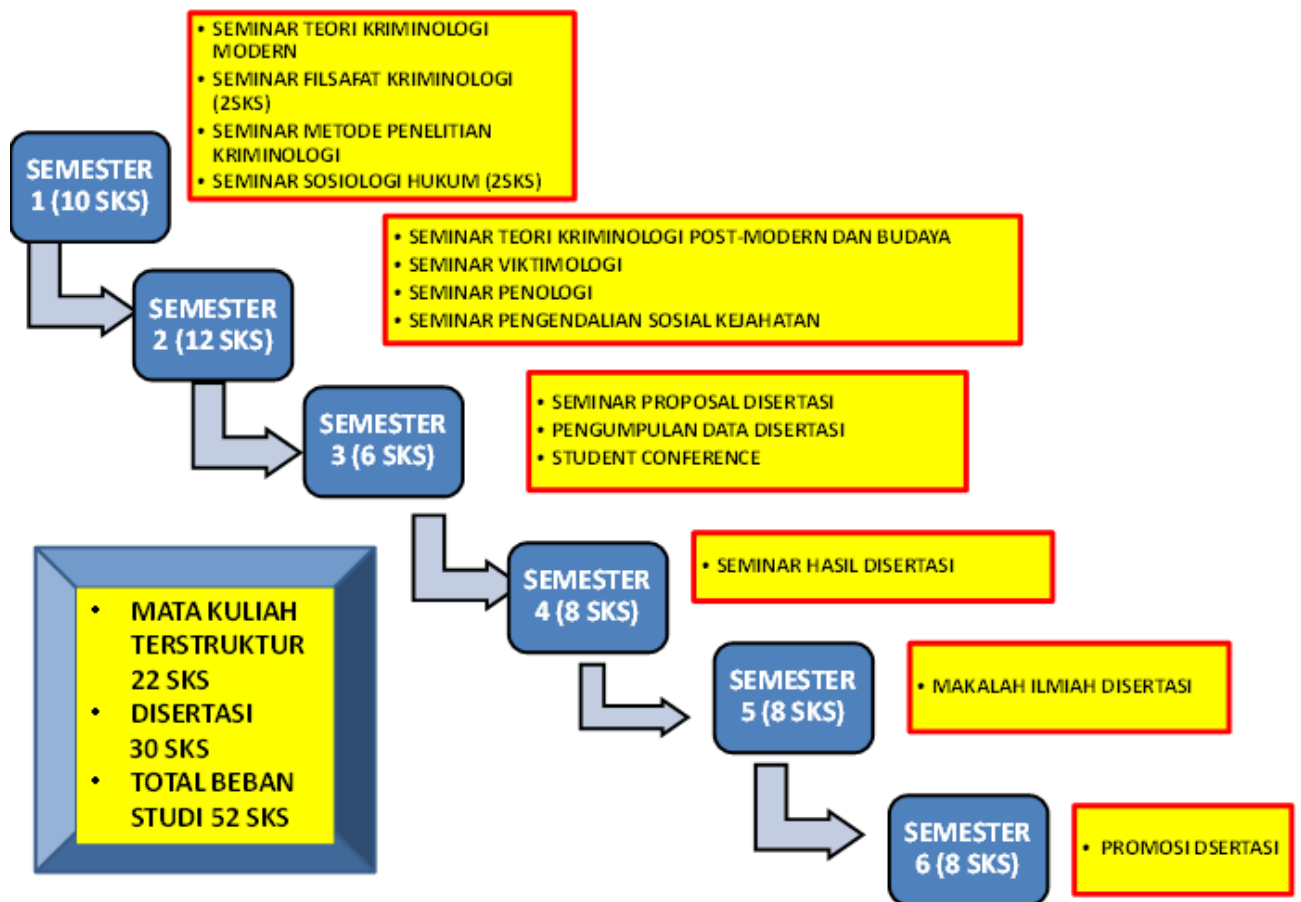 • SEMINAR TEORI KRIMINOLOGI
MODERN
• SEMINAR FILSAFAT KRIMINOLOGI
(2SKS)
• SEMINAR METODE PENELITIAN
KRIMINOLOGI
• SEMINAR SOSIOLOGI HUKUM (2SKS)
SEMESTER
1 (10 SKS)
• SEMINAR TEORI KRIMINOLOGI POST-MODERN DAN BUDAYA
• SEMINAR VIKTIMOLOGI
• SEMINAR PENOLOGI
• SEMINAR PENGENDALIAN SOSIAL KEJAHATAN
SEMESTER
2 (12 SKS)
• SEMINAR PROPOSAL DISERTASI
• PENGUMPULAN DATA DISERTASI
• STUDENT CONFERENCE
SEMESTER
3 (6 SKS)
• SEMINAR HASIL DISERTASI
SEMESTER
4 (8 SKS)
• MATA KULIAH
TERSTRUKTUR
22 SKS
• DISERTASI
30 SKS
• TOTAL BEBAN
STUDI 52 SKS
SEMESTER
5 (8 SKS)
• MAKALAH ILMIAH DISERTASI
SEMESTER
6 (8 SKS)
• PROMOSI DSERTASI